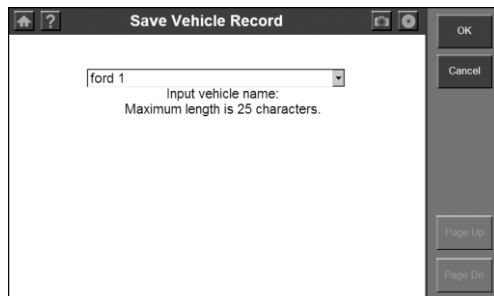 ?
Save Vehicle Record
OK
Cancel
ford 1
Input vehicle name:
Maximum length is 25 characters.
Page Up
Page Dn